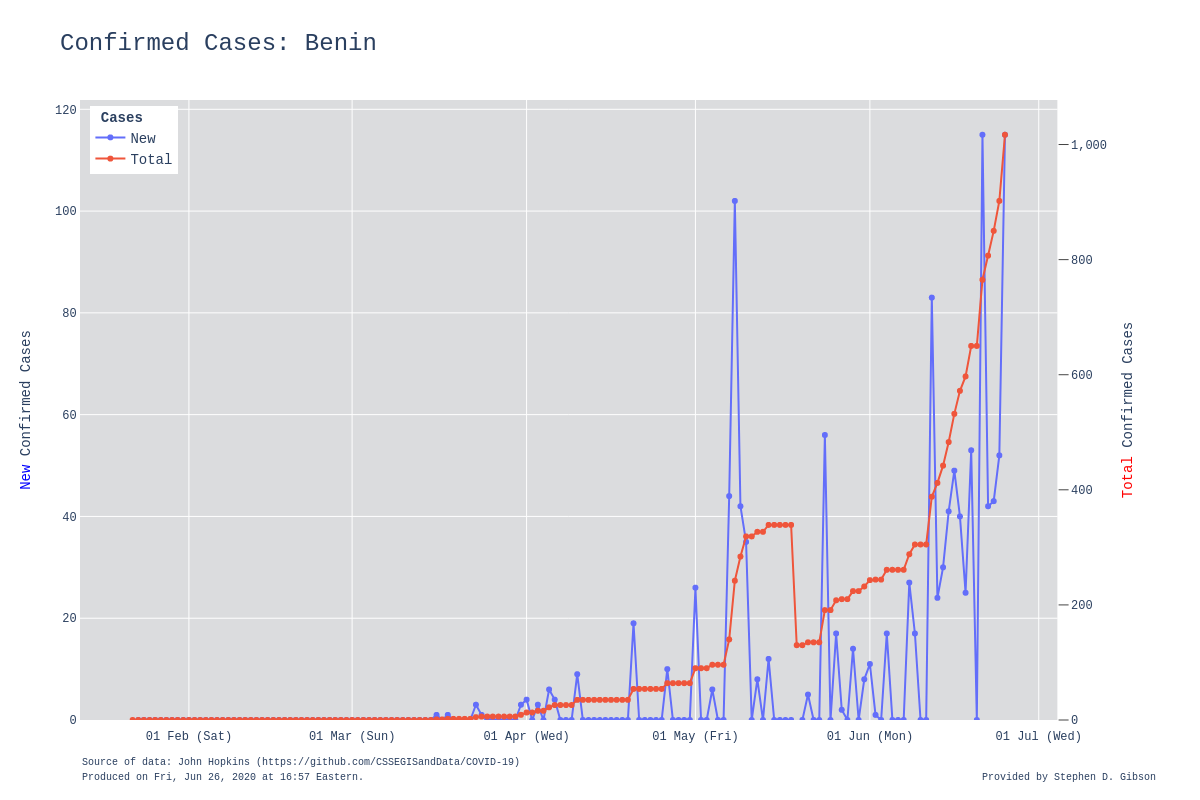 Confirmed Cases: Benin
Cases
New
Total
120
100
80
60
40
20
0
1,000
800
600
400
200
0
New Confirmed Cases
Total Confirmed Cases
01 Feb (Sat)
01 Mar (Sun)
01 Apr (Wed)
01 May (Fri)
01 Jun (Mon)
01 Jul (Wed)
Source of data: John Hopkins (https://github.com/CSSEGISandData/COVID-19)
Produced on Fri, Jun 26, 2020 at 16:57 Eastern.
Provided by Stephen D. Gibson